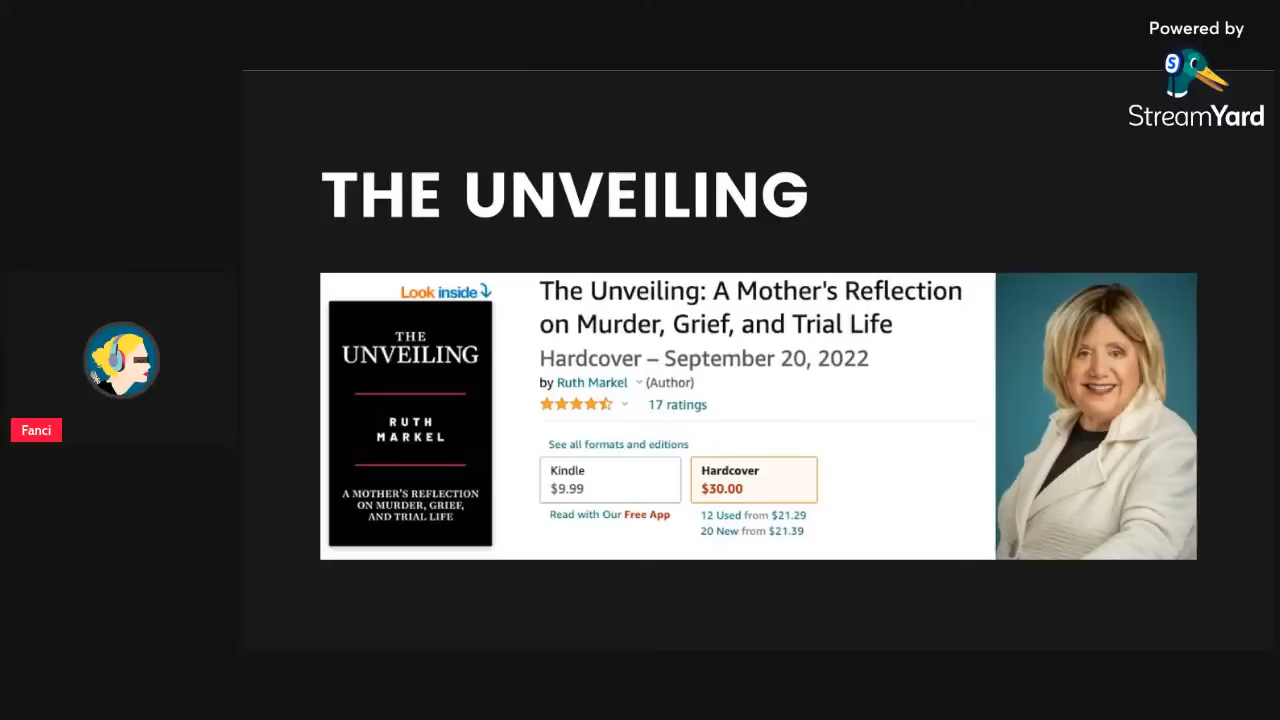 Powered by
StreamYard
THE UNVEILING
Look inside
THE
UNVEILING
RUTH
MARKEL
A MOTHER'S REFLECTION
ON MURDER, GRIEF,
AND TRIAL LIFE
The Unveiling: A Mother's Reflection
on Murder, Grief, and Trial Life
Hardcover – September 20, 2022
by Ruth Markel (Author)
17 ratings
See all formats and editions
Kindle
$9.99
Read with Our Free App
Hardcover
$30.00
12 Used from $21.29
20 New from $21.39
Fanci